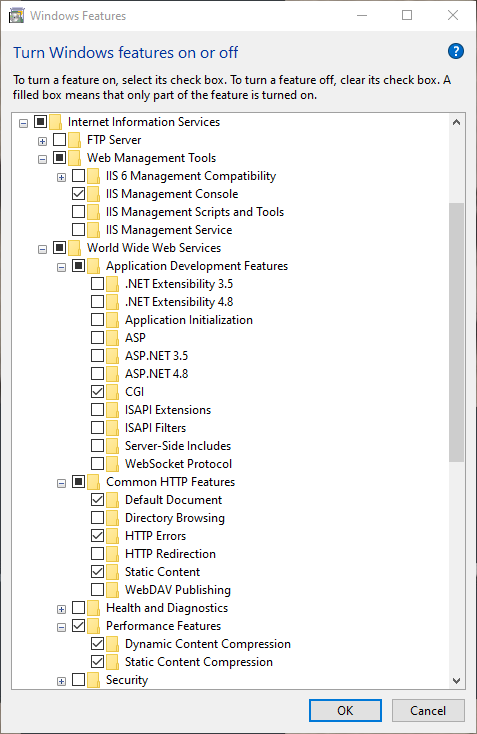 Windows Features
Turn Windows features on or off
?
To turn a feature on, select its check box. To turn a feature off, clear its check box. A
filled box means that only part of the feature is turned on.
Internet Information Services
FTP Server
Web Management Tools
IIS 6 Management Compatibility
IIS Management Console
IIS Management Scripts and Tools
IIS Management Service
World Wide Web Services
Application Development Features
.NET Extensibility 3.5
.NET Extensibility 4.8
Application Initialization
ASP
ASP.NET 3.5
ASP.NET 4.8
CGI
ISAPI Extensions
ISAPI Filters
Server-Side Includes
WebSocket Protocol
Common HTTP Features
Default Document
Directory Browsing
HTTP Errors
HTTP Redirection
Static Content
WebDAV Publishing
Health and Diagnostics
Performance Features
Dynamic Content Compression
Static Content Compression
Security
OK
Cancel